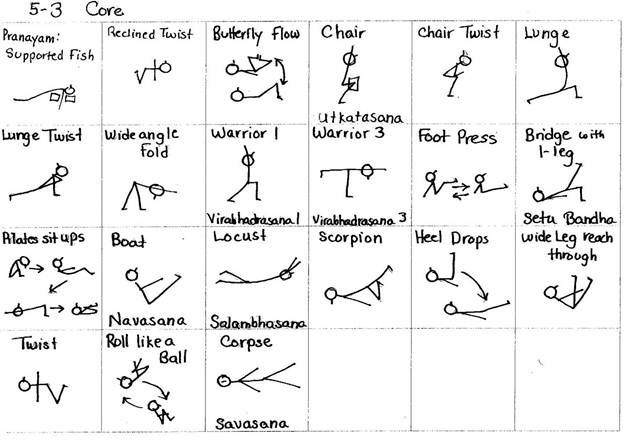 5-3 Core
Pranayam:
Supported Fish
Reclined Twist
Butterfly Flow
Chair
Utkatasana
Chair Twist
Lunge
Lunge Twist
Wide angle
Fold
Warrior 1
Virabhadrasana 1
Warrior 3
Virabhadrasana 3
Foot Press
Bridge with
1-leg
Setu Bandha
Pilates sit ups
Boat
Navasana
Locust
Salambhasana
Scorpion
Heel Drops
Wide Leg reach
through
Twist
Roll like a
Ball
Corpse
Savasana